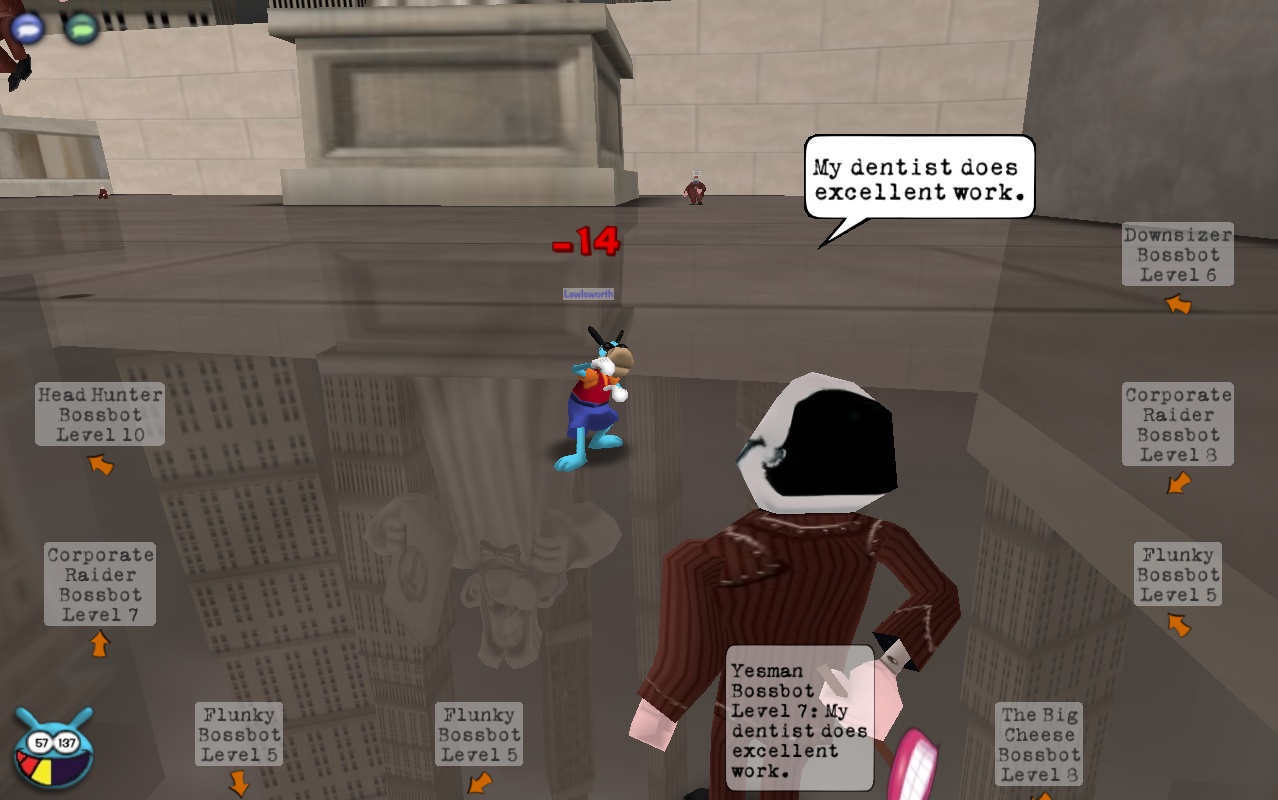 My dentist does
excellent work.
-14
Lawlsworth
Downsizer
Bossbot
Level 6
Head Hunter
Bossbot
Level 10
Corporate
Raider
Bossbot
Level 8
Corporate
Raider
Bossbot
Level 7
Flunky
Bossbot
Level 5
Yesman
Bossbot
Level 7: My
dentist does
excellent
work.
Flunky
Bossbot
Level 5
Flunky
Bossbot
Level 5
The Big
Cheese
Bossbot
Level 8
57 137